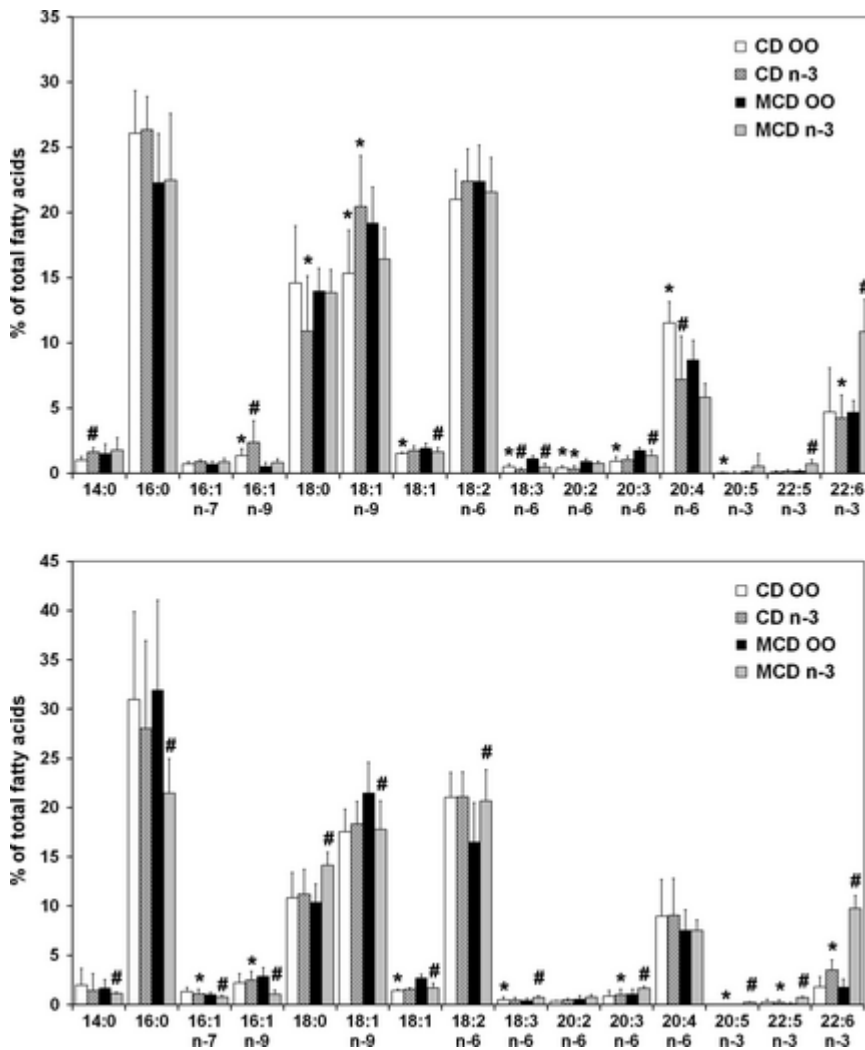 35
30
25
20
15
10
5
0
% of total fatty acids
CD OO
CD n-3
MCD OO
MCD n-3
# * # * * * * # # * # # * * * # * # * # * #
14:0 16:0 16:1 16:1 18:0 18:1 18:1 18:2 18:3 20:2 20:3 20:4 20:5 22:5 22:6
n-7 n-9 n-9 n-6 n-6 n-6 n-6 n-6 n-3 n-3 n-3
45
40
35
30
25
20
15
10
5
0
% of total fatty acids
CD OO
CD n-3
MCD OO
MCD n-3
# # * # * # # # * # # * # * # * # * # * #
14:0 16:0 16:1 16:1 18:0 18:1 18:1 18:2 18:3 20:2 20:3 20:4 20:5 22:5 22:6
n-7 n-9 n-9 n-6 n-6 n-6 n-6 n-6 n-3 n-3 n-3